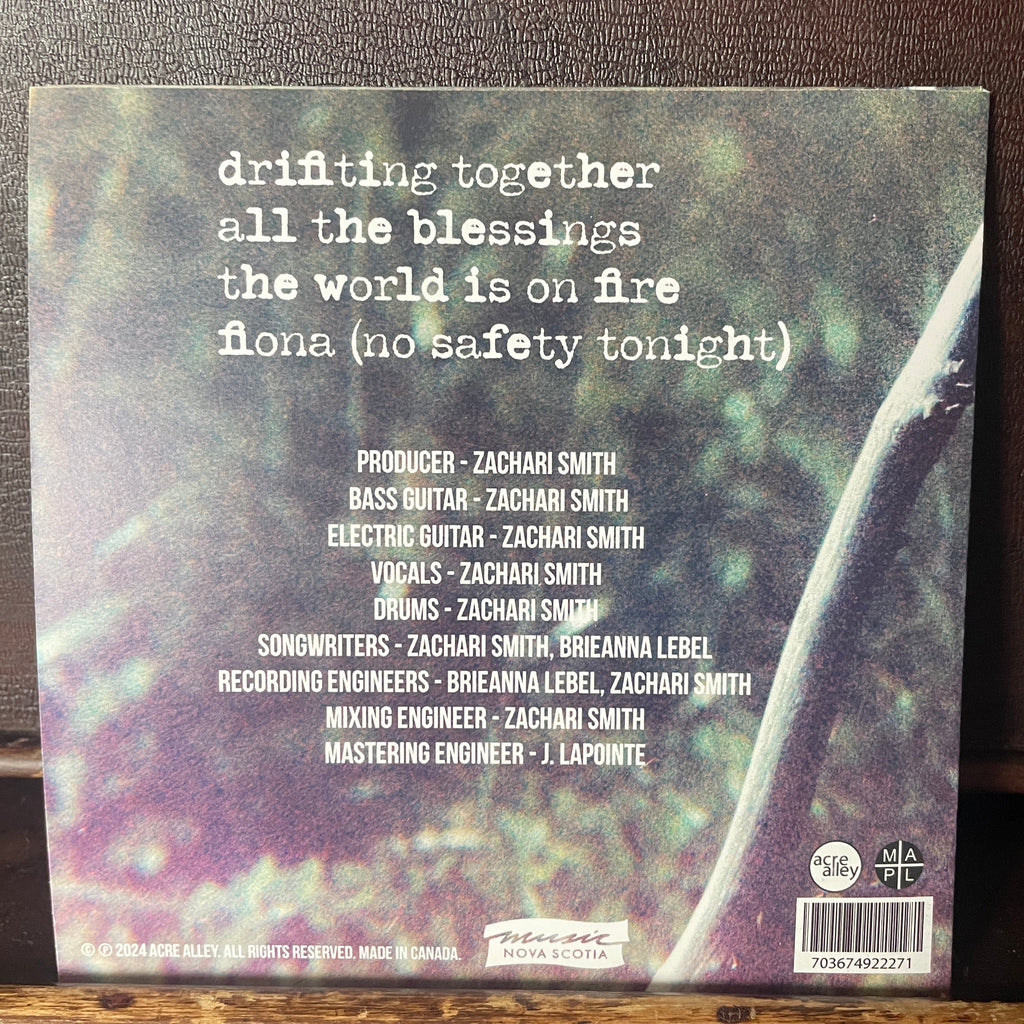 drifting together
all the blessings
the world is on fire
fiona (no safety tonight)
PRODUCER - ZACHARI SMITH
BASS GUITAR - ZACHARI SMITH
ELECTRIC GUITAR - ZACHARI SMITH
VOCALS - ZACHARI SMITH
DRUMS - ZACHARI SMITH
SONGWRITERS - ZACHARI SMITH, BRIEANNA LEBEL
RECORDING ENGINEERS - BRIEANNA LEBEL, ZACHARI SMITH
MIXING ENGINEER - ZACHARI SMITH
MASTERING ENGINEER - J. LAPOINTE
acre
alley
M A
P L
© ℗ 2024 ACRE ALLEY. ALL RIGHTS RESERVED. MADE IN CANADA.
music
NOVA SCOTIA
703674922271